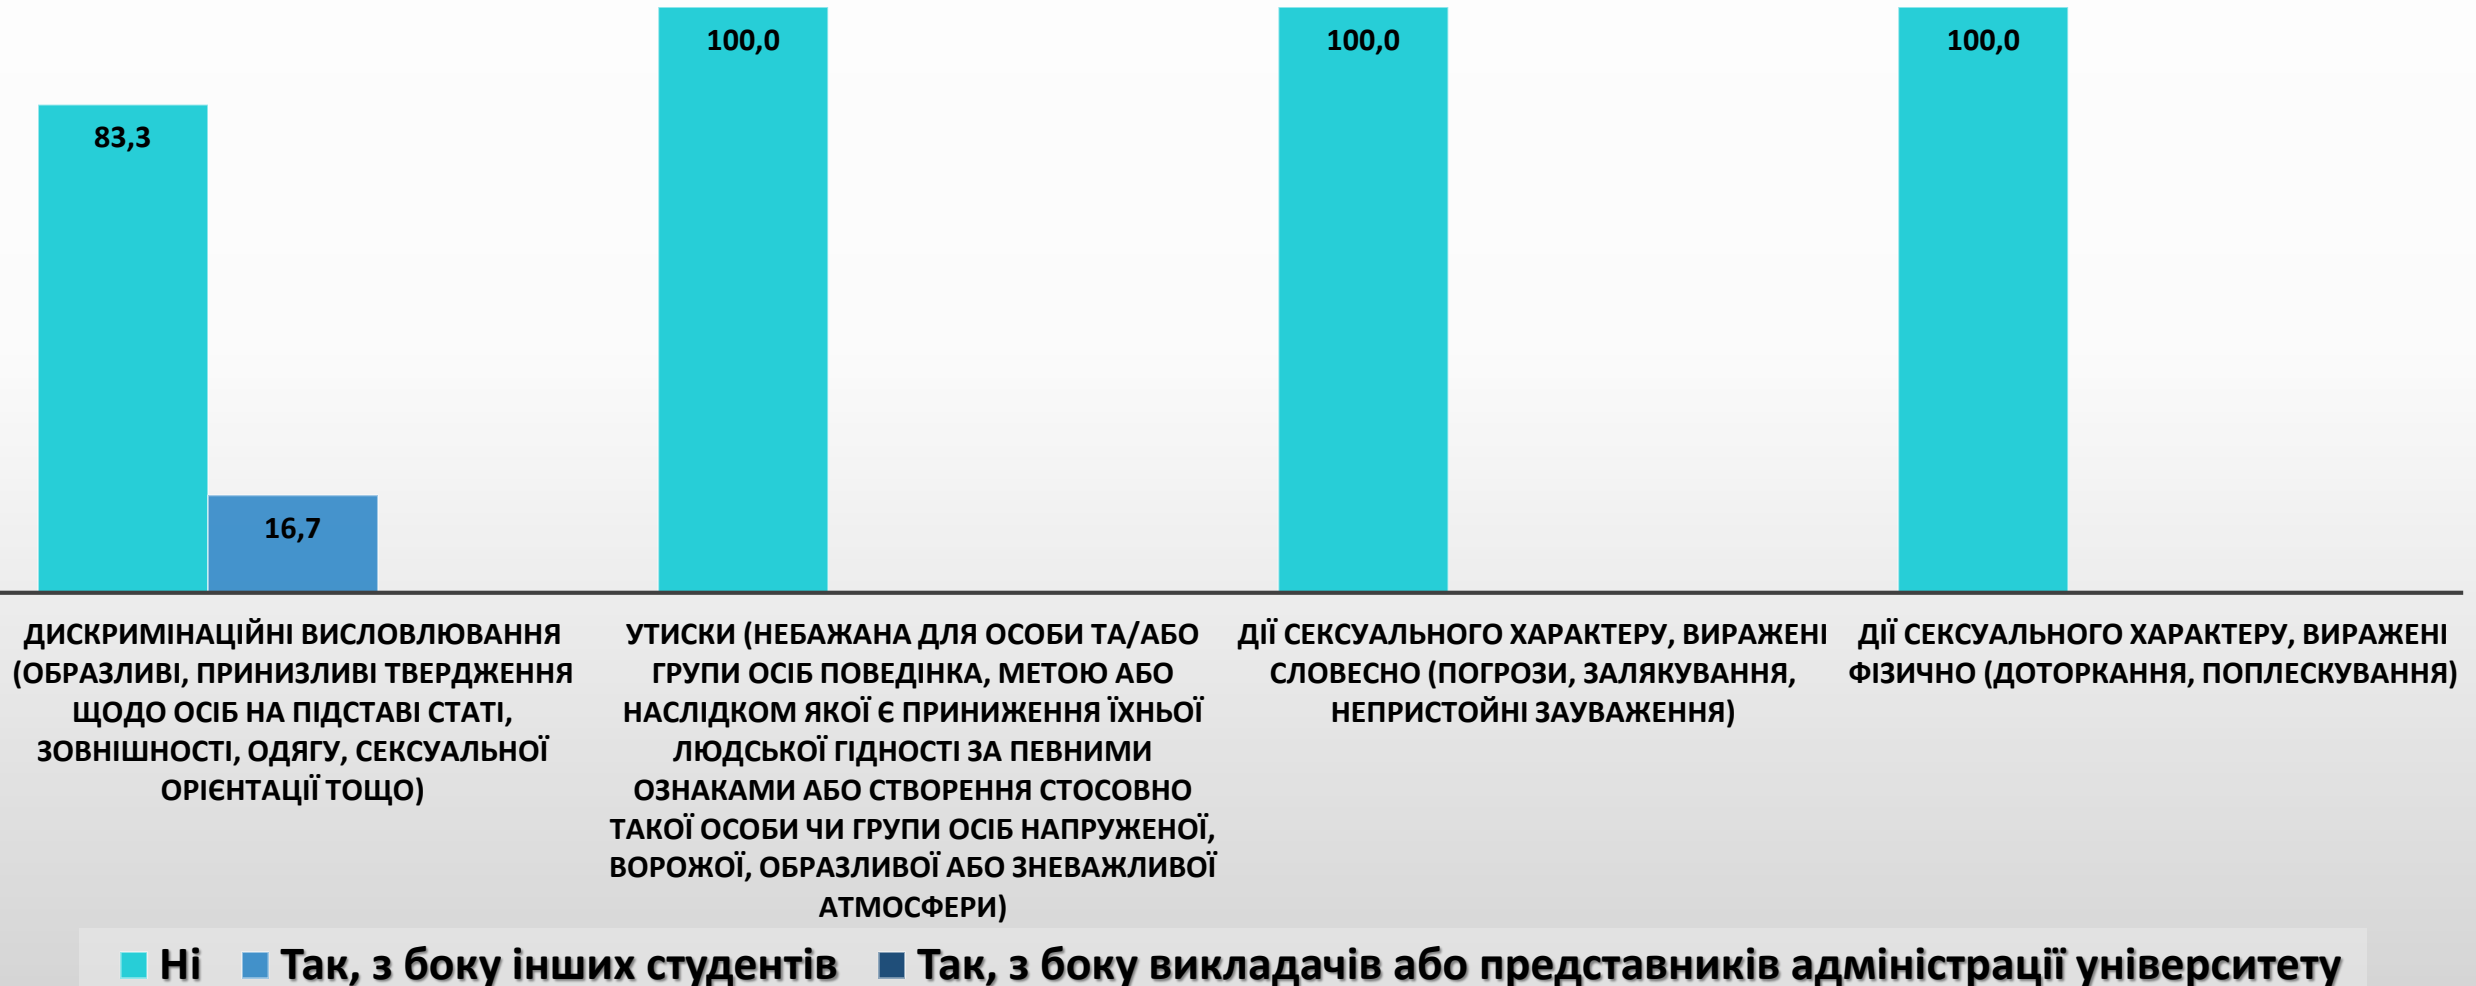 100,0
100,0
100,0
83,3
16,7
ДИСКРИМІНАЦІЙНІ ВИСЛОВЛЮВАННЯ
(ОБРАЗЛИВІ, ПРИНИЗЛИВІ ТВЕРДЖЕННЯ
ЩОДО ОСІБ НА ПІДСТАВІ СТАТІ,
ЗОВНІШНОСТІ, ОДЯГУ, СЕКСУАЛЬНОЇ
ОРІЄНТАЦІЇ ТОЩО)
УТИСКИ (НЕБАЖАНА ДЛЯ ОСОБИ ТА/АБО
ГРУПИ ОСІБ ПОВЕДІНКА, МЕТОЮ АБО
НАСЛІДКОМ ЯКОЇ Є ПРИНИЖЕННЯ ЇХНЬОЇ
ЛЮДСЬКОЇ ГІДНОСТІ ЗА ПЕВНИМИ
ОЗНАКАМИ АБО СТВОРЕННЯ СТОСОВНО
ТАКОЇ ОСОБИ ЧИ ГРУПИ ОСІБ НАПРУЖЕНОЇ,
ВОРОЖОЇ, ОБРАЗЛИВОЇ АБО ЗНЕВАЖЛИВОЇ
АТМОСФЕРИ)
ДІЇ СЕКСУАЛЬНОГО ХАРАКТЕРУ, ВИРАЖЕНІ
СЛОВЕСНО (ПОГРОЗИ, ЗАЛЯКУВАННЯ,
НЕПРИСТОЙНІ ЗАУВАЖЕННЯ)
ДІЇ СЕКСУАЛЬНОГО ХАРАКТЕРУ, ВИРАЖЕНІ
ФІЗИЧНО (ДОТОРКАННЯ, ПОПЛЕСКУВАННЯ)
Ні
Так, з боку інших студентів
Так, з боку викладачів або представників адміністрації університету